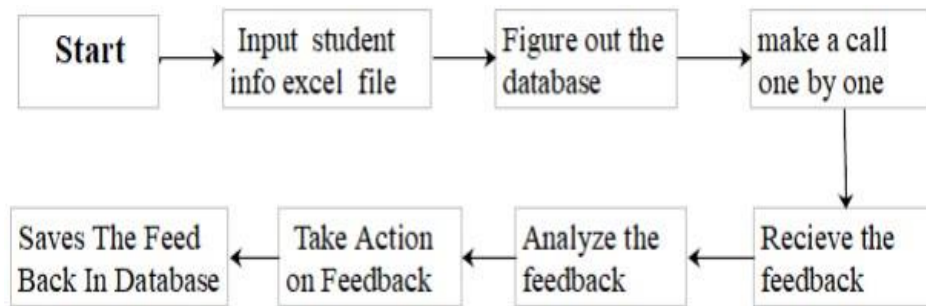 Start
Input student
info excel file
Figure out the
database
make a call
one by one
Recieve the
feedback
Analyze the
feedback
Take Action
on Feedback
Saves The Feed
Back In Database